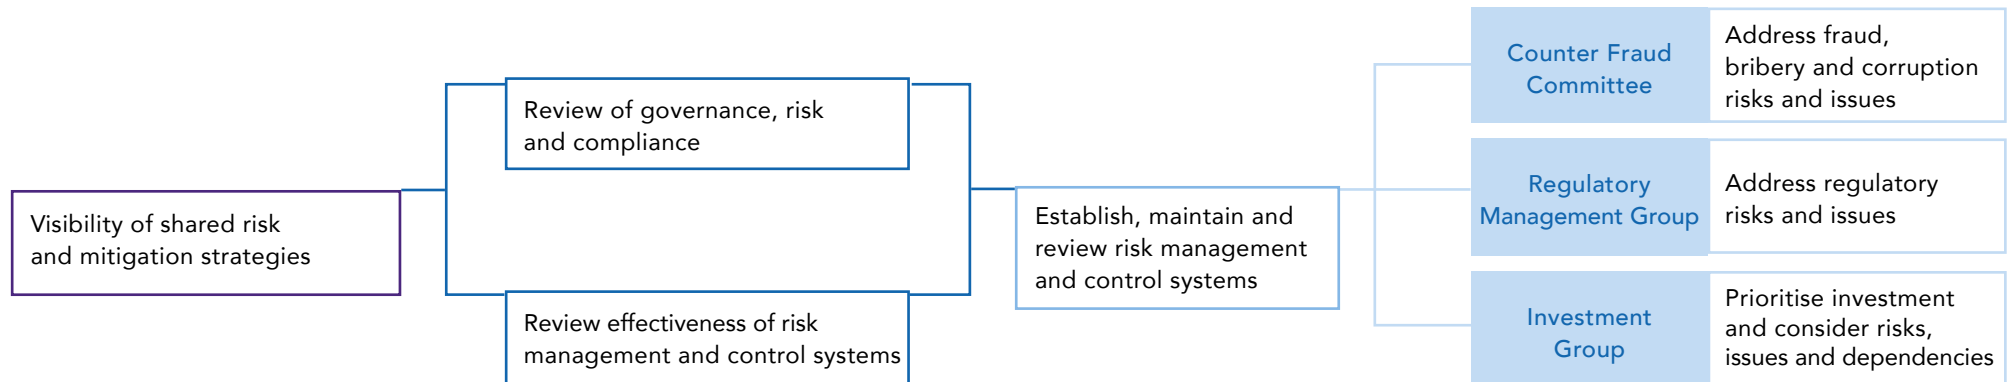 Visibility of shared risk
and mitigation strategies
Review of governance, risk
and compliance
Review effectiveness of risk
management and control systems
Establish, maintain and
review risk management
and control systems
Counter Fraud
Committee
Address fraud,
bribery and corruption
risks and issues
Regulatory
Management Group
Address regulatory
risks and issues
Investment
Group
Prioritise investment
and consider risks,
issues and dependencies